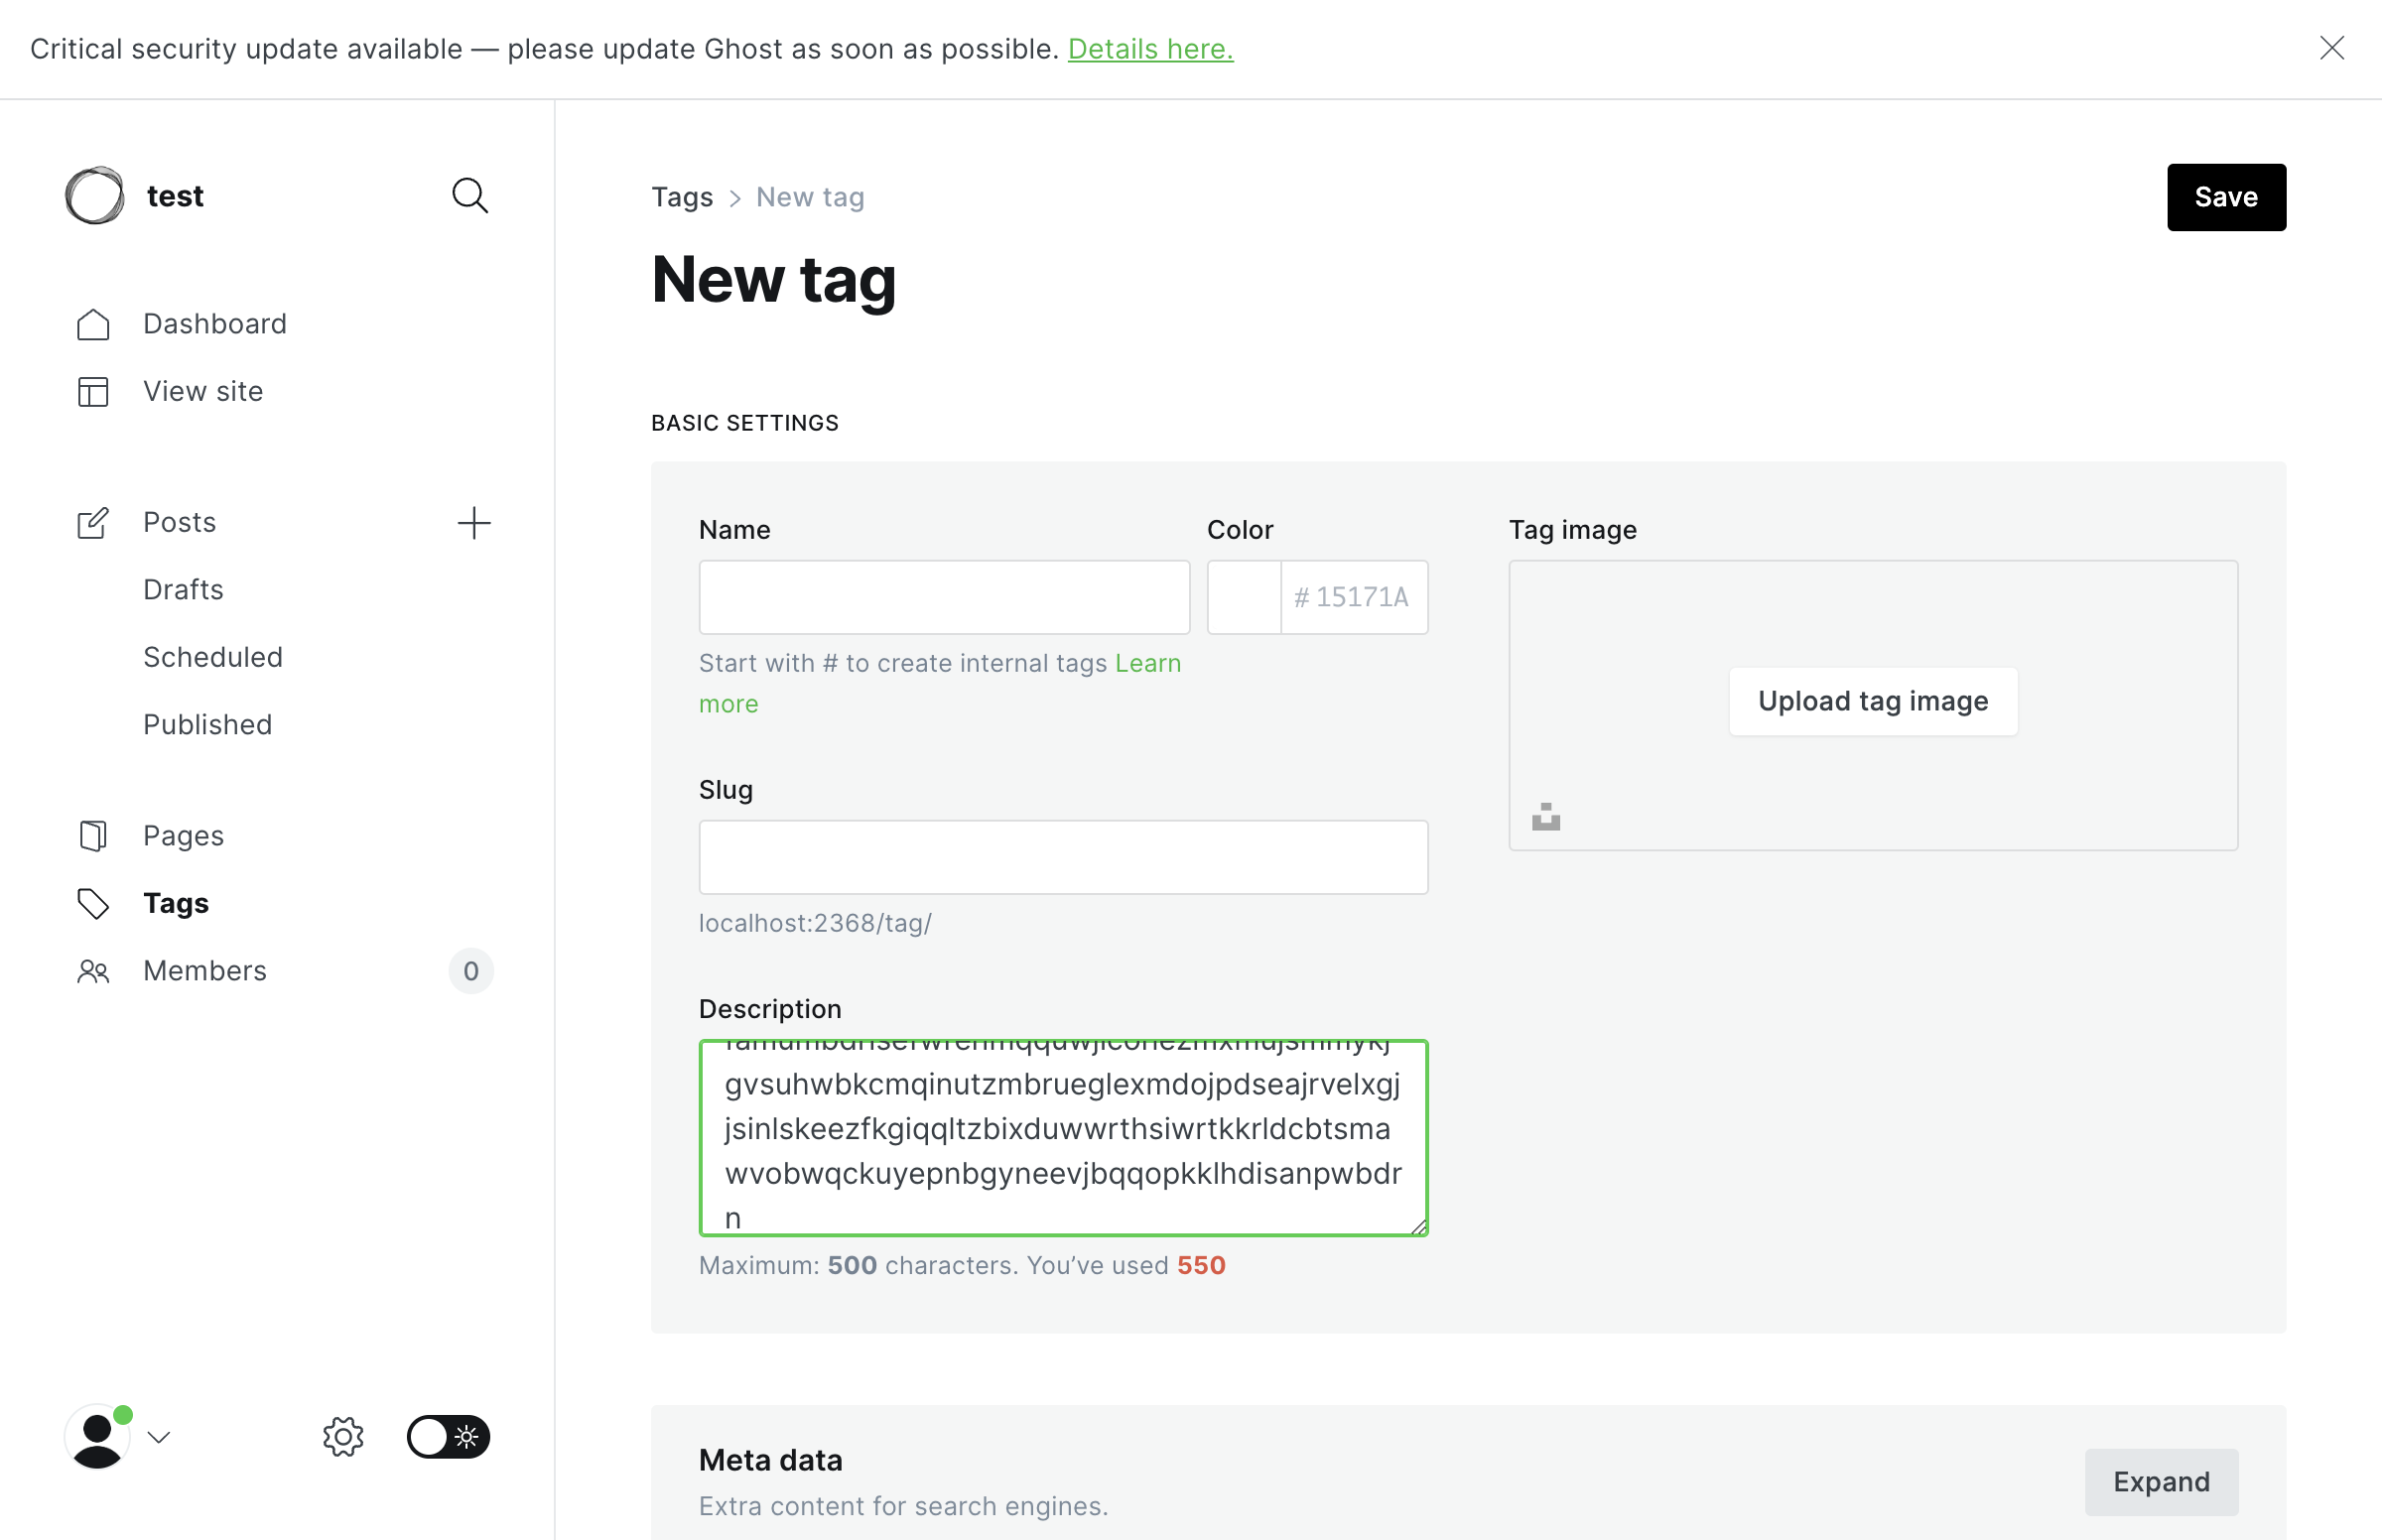 Critical security update available — please update Ghost as soon as possible. Details here.
test
Dashboard
View site
Posts
Drafts
Scheduled
Published
Pages
Tags
Members 0
Tags > New tag
Save
New tag
BASIC SETTINGS
Name
Color
# 15171A
Start with # to create internal tags Learn
more
Slug
localhost:2368/tag/
Description
gvsuhwbkcmqinutzmbrueglexmdojpdseajrvelxgj
jsinlskeezfkgiqqltzbixduwwrthsiwrtkkrldcbtsma
wvobwqckuyepnbgyneevjbqqopkklhdisanpwbdr
n
Maximum: 500 characters. You’ve used 550
Tag image
Upload tag image
Meta data
Extra content for search engines.
Expand